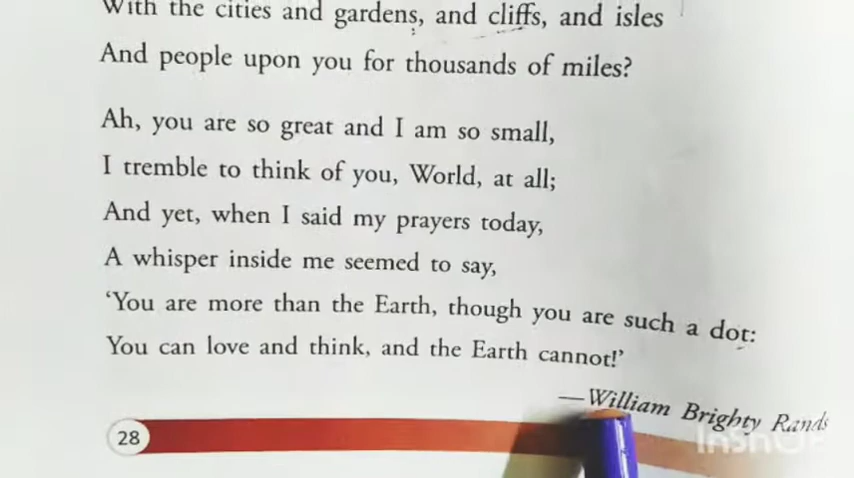 With the cities and gardens, and cliffs, and isles
And people upon you for thousands of miles?
Ah, you are so great and I am so small,
I tremble to think of you, World, at all;
And yet, when I said my prayers today,
A whisper inside me seemed to say,
‘You are more than the Earth, though you are such a dot:
You can love and think, and the Earth cannot!’
—William Brighty Rands
28